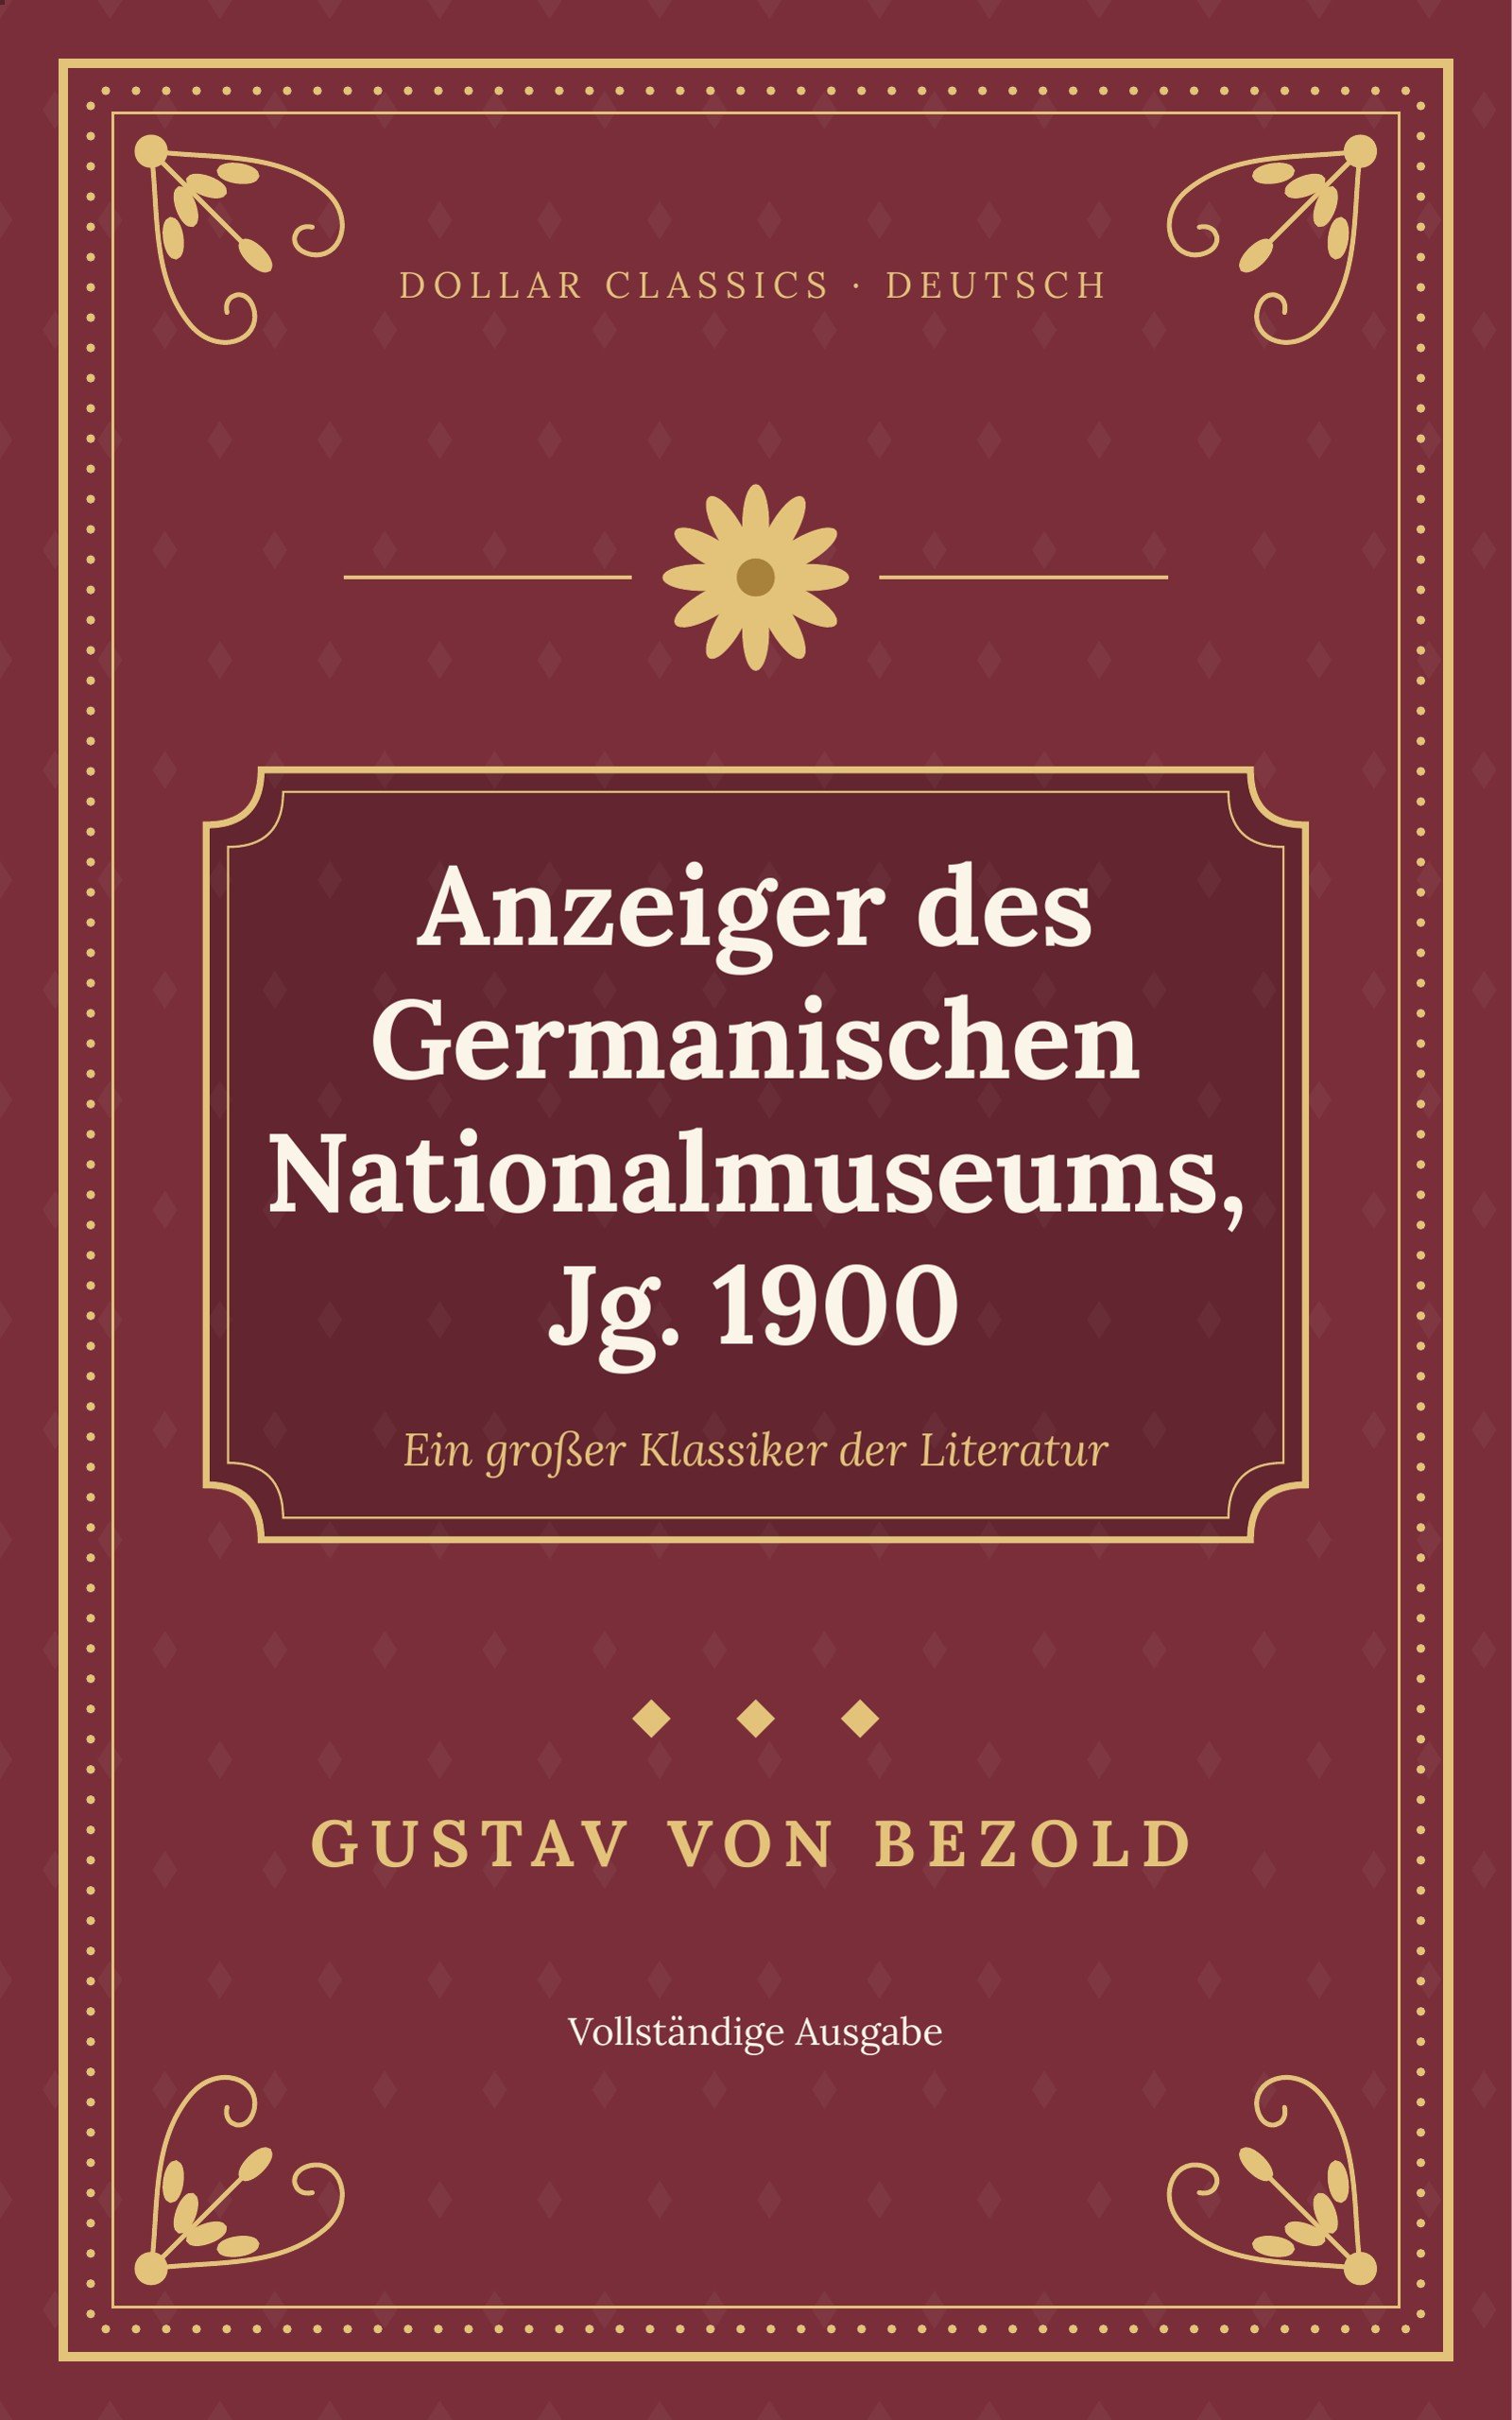 DOLLAR CLASSICS · DEUTSCH
Anzeiger des
Germanischen
Nationalmuseums,
Jg. 1900
Ein großer Klassiker der Literatur
GUSTAV VON BEZOLD
Vollständige Ausgabe